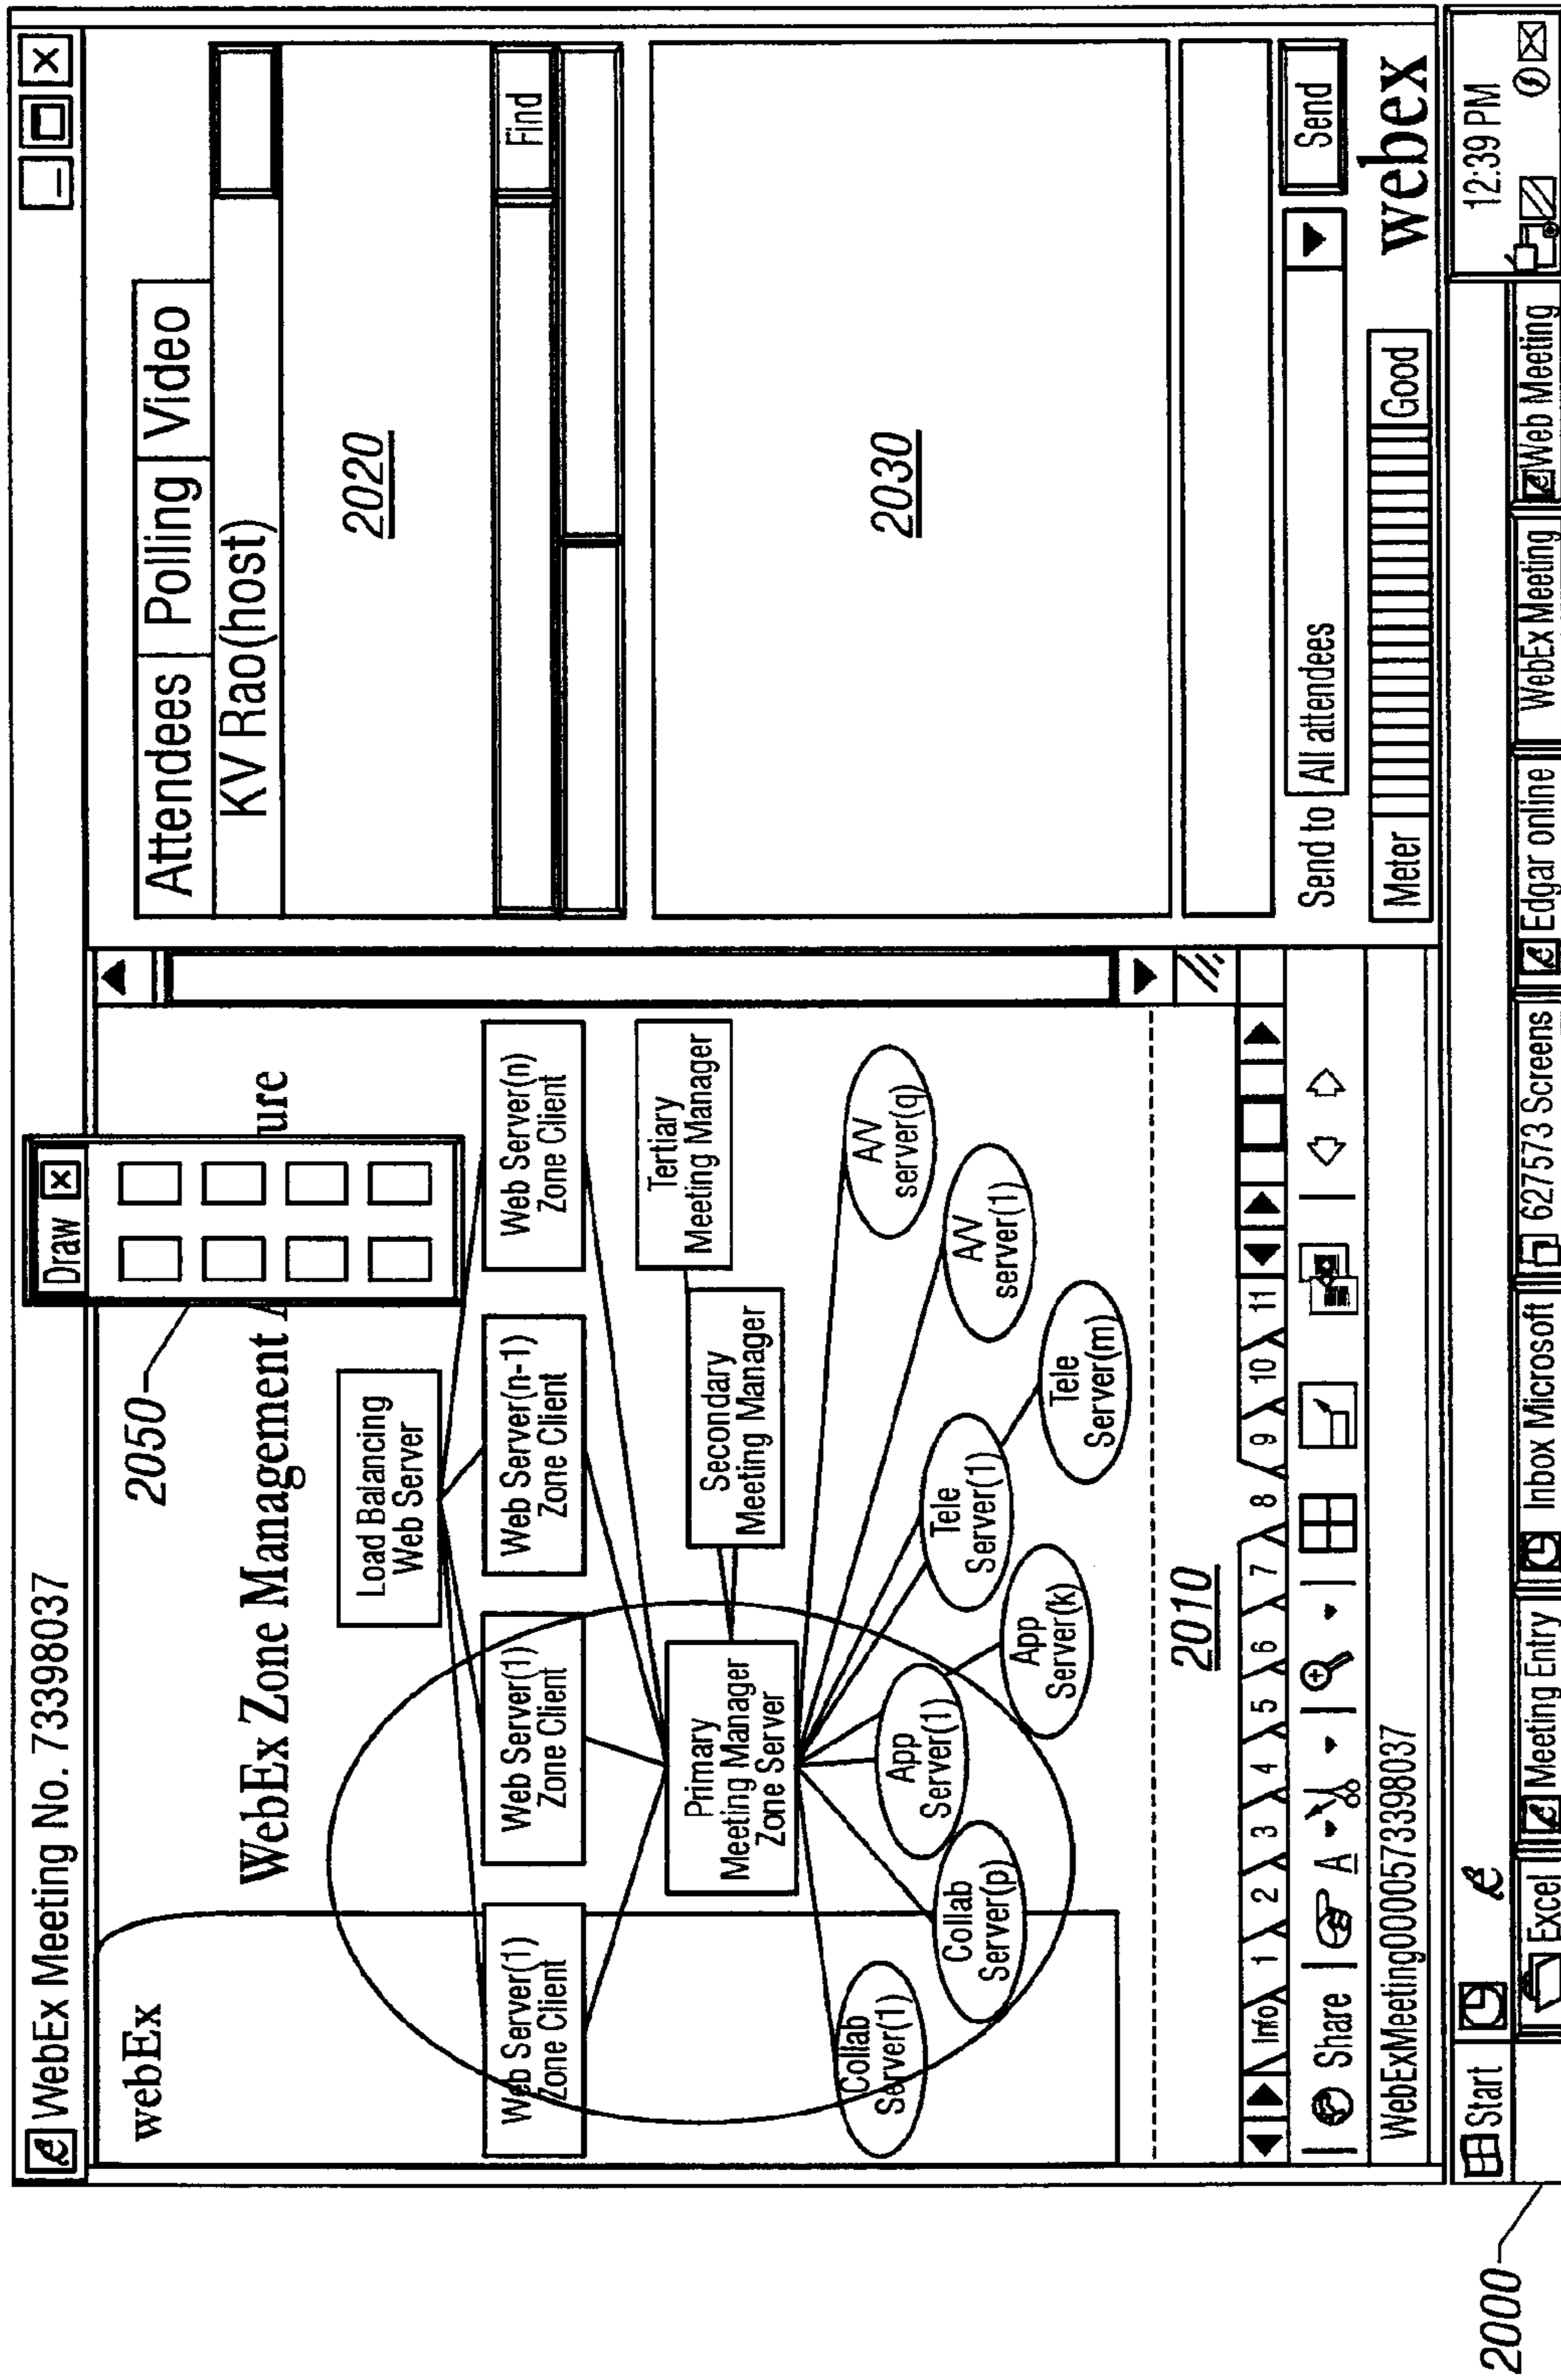 WebEx Meeting No. 73398037
webEx
2050
Draw
WebEx Zone Management A
ure
Load Balancing
Web Server
Web Server(1)
Zone Client
Web Server(1)
Zone Client
Web Server(n-1)
Zone Client
Web Server(n)
Zone Client
Primary
Meeting Manager
Zone Server
Secondary
Meeting Manager
Tertiary
Meeting Manager
Collab
Server(1)
Collab
Server(p)
App
Server(1)
App
Server(k)
Tele
Server(1)
Tele
Server(m)
A/V
server(1)
A/V
server(q)
2010
Info 1 2 3 4 5 6 7 8 9 10 11
Share A
WebExMeeting00005733398037
Attendees Polling Video
KV Rao(host)
2020
Find
2030
Send to All attendees Send
Meter Good webex
Start 12:39 PM
Excel Meeting Entry Inbox Microsoft 627573 Screens Edgar online WebEx Meeting Web Meeting
2000